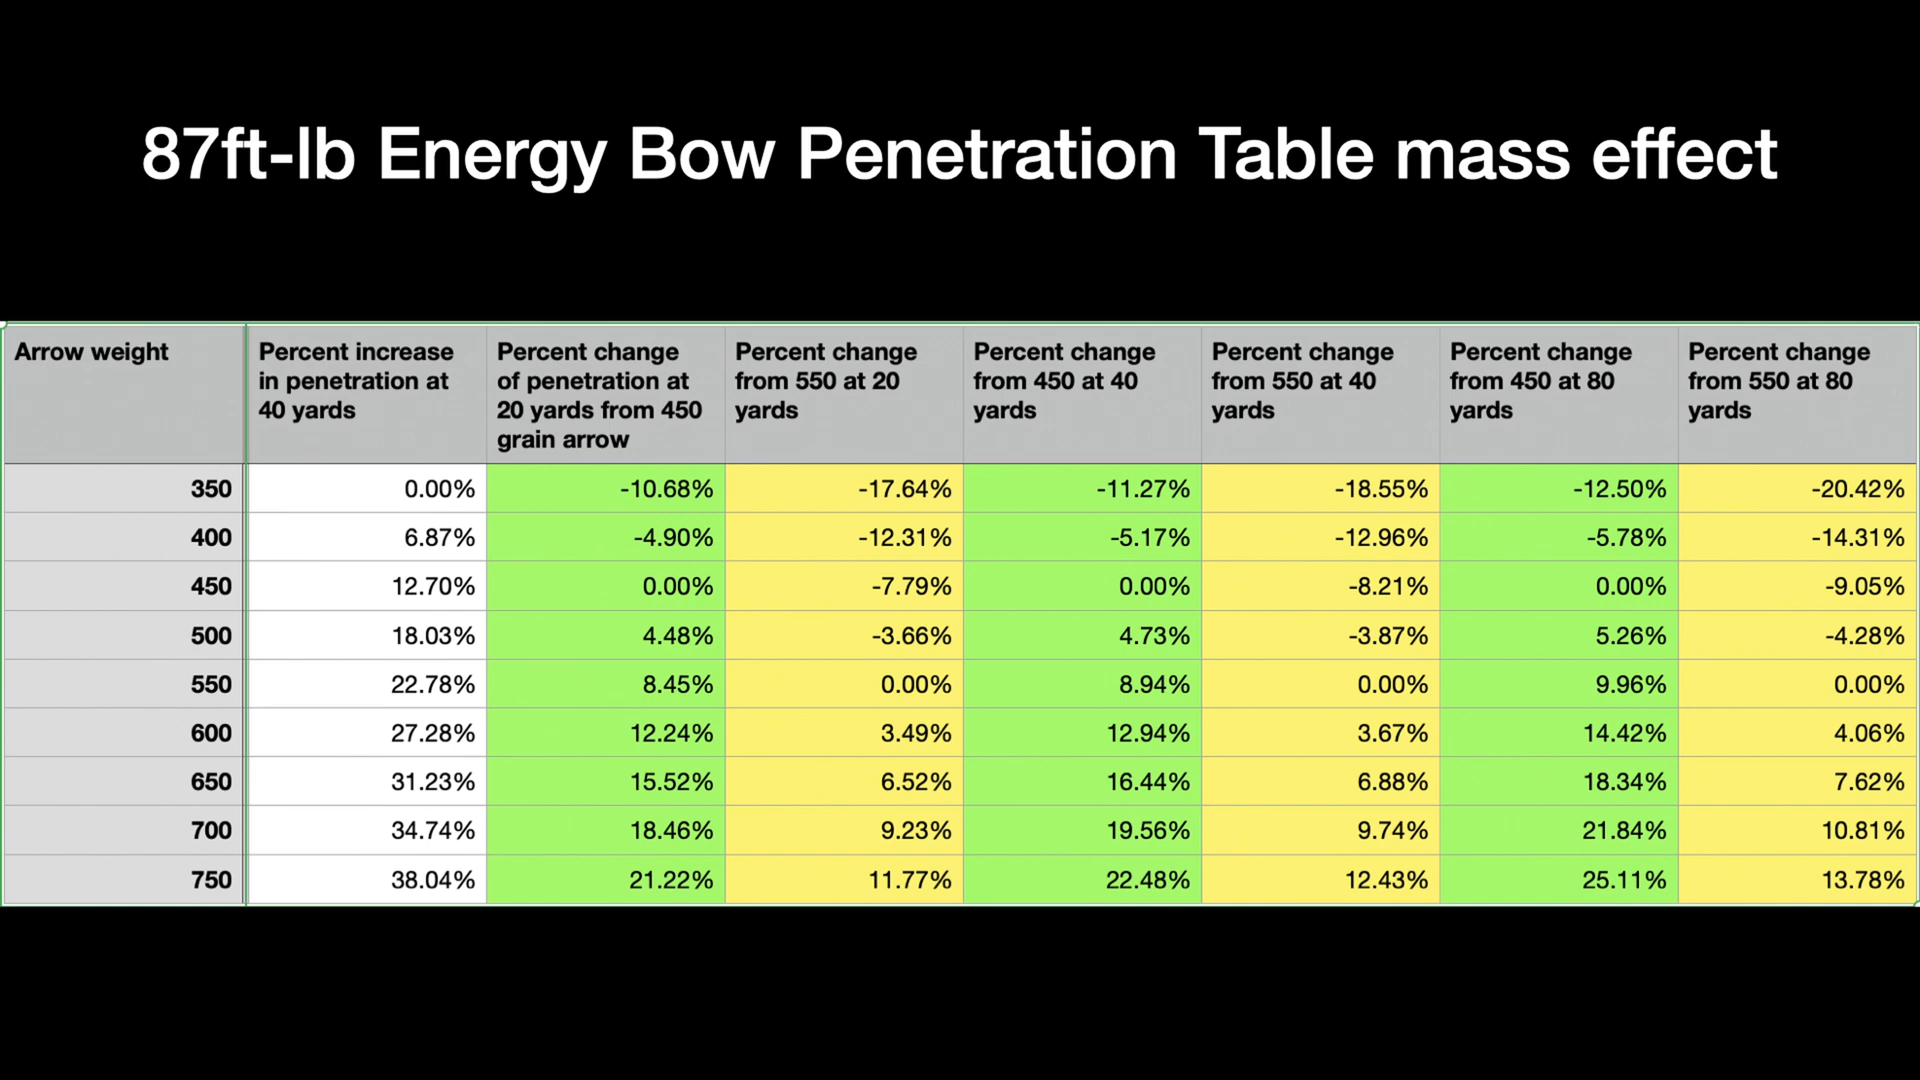 87ft-lb Energy Bow Penetration Table mass effect
Arrow weight
Percent increase
in penetration at
40 yards
Percent change
of penetration at
20 yards from 450
grain arrow
Percent change
from 550 at 20
yards
Percent change
from 450 at 40
yards
Percent change
from 550 at 40
yards
Percent change
from 450 at 80
yards
Percent change
from 550 at 80
yards
350 0.00% -10.68% -17.64% -11.27% -18.55% -12.50% -20.42%
400 6.87% -4.90% -12.31% -5.17% -12.96% -5.78% -14.31%
450 12.70% 0.00% -7.79% 0.00% -8.21% 0.00% -9.05%
500 18.03% 4.48% -3.66% 4.73% -3.87% 5.26% -4.28%
550 22.78% 8.45% 0.00% 8.94% 0.00% 9.96% 0.00%
600 27.28% 12.24% 3.49% 12.94% 3.67% 14.42% 4.06%
650 31.23% 15.52% 6.52% 16.44% 6.88% 18.34% 7.62%
700 34.74% 18.46% 9.23% 19.56% 9.74% 21.84% 10.81%
750 38.04% 21.22% 11.77% 22.48% 12.43% 25.11% 13.78%